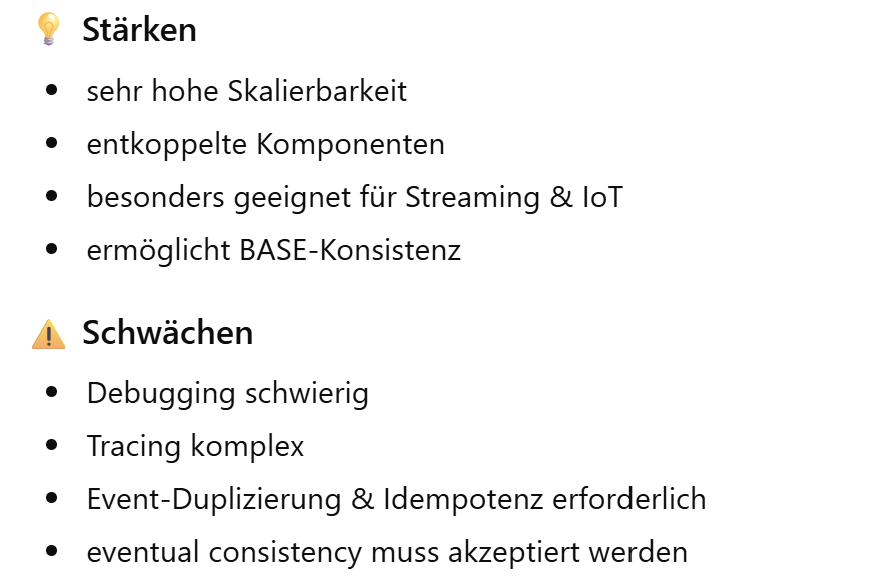 Stärken
sehr hohe Skalierbarkeit
entkoppelte Komponenten
besonders geeignet für Streaming & IoT
ermöglicht BASE-Konsistenz
Schwächen
Debugging schwierig
Tracing komplex
Event-Duplizierung & Idempotenz erforderlich
eventual consistency muss akzeptiert werden